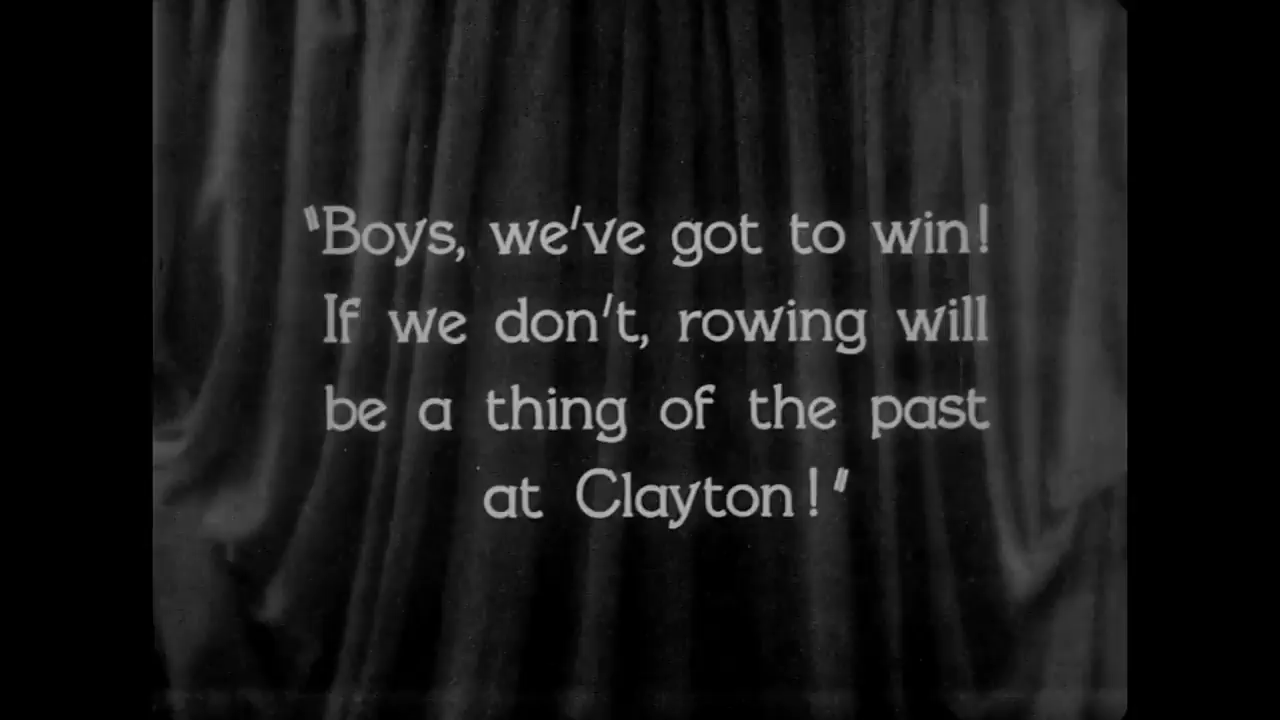 "Boys, we've got to win!
If we don't, rowing will
be a thing of the past
at Clayton!"